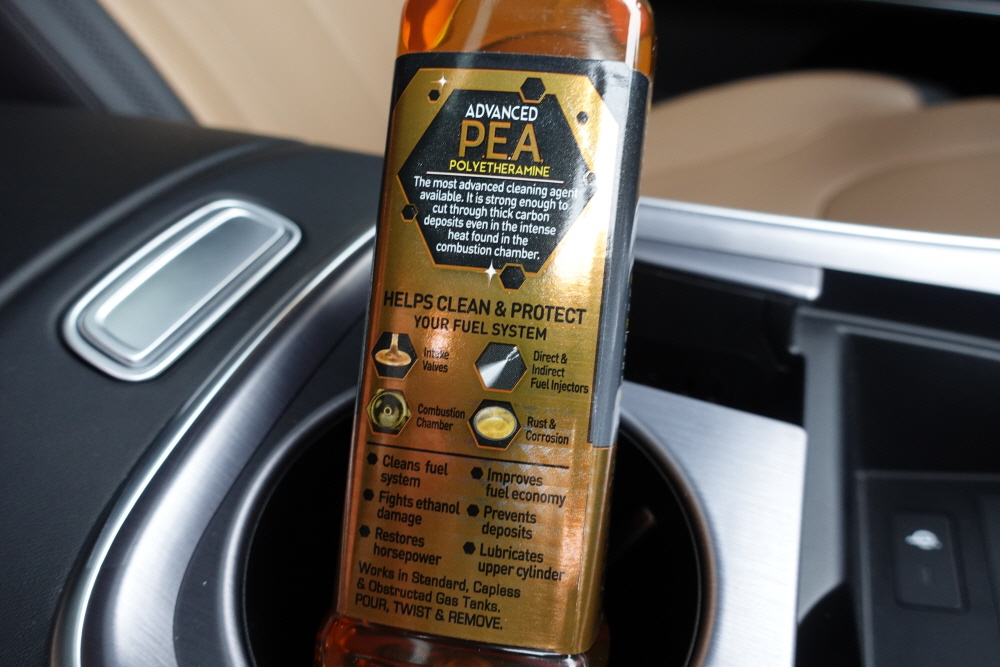 ADVANCED
P.E.A.
POLYETHERAMINE
The most advanced cleaning agent
available. It is strong enough to
cut through thick carbon
deposits even in the intense
heat found in the
combustion chamber.
HELPS CLEAN & PROTECT
YOUR FUEL SYSTEM
Intake
Valves
Direct &
Indirect
Fuel Injectors
Combustion
Chamber
Rust &
Corrosion
Cleans fuel
system
Fights ethanol
damage
Restores
horsepower
Improves
fuel economy
Prevents
deposits
Lubricates
upper cylinder
Works in Standard, Capless
& Obstructed Gas Tanks.
POUR, TWIST & REMOVE.